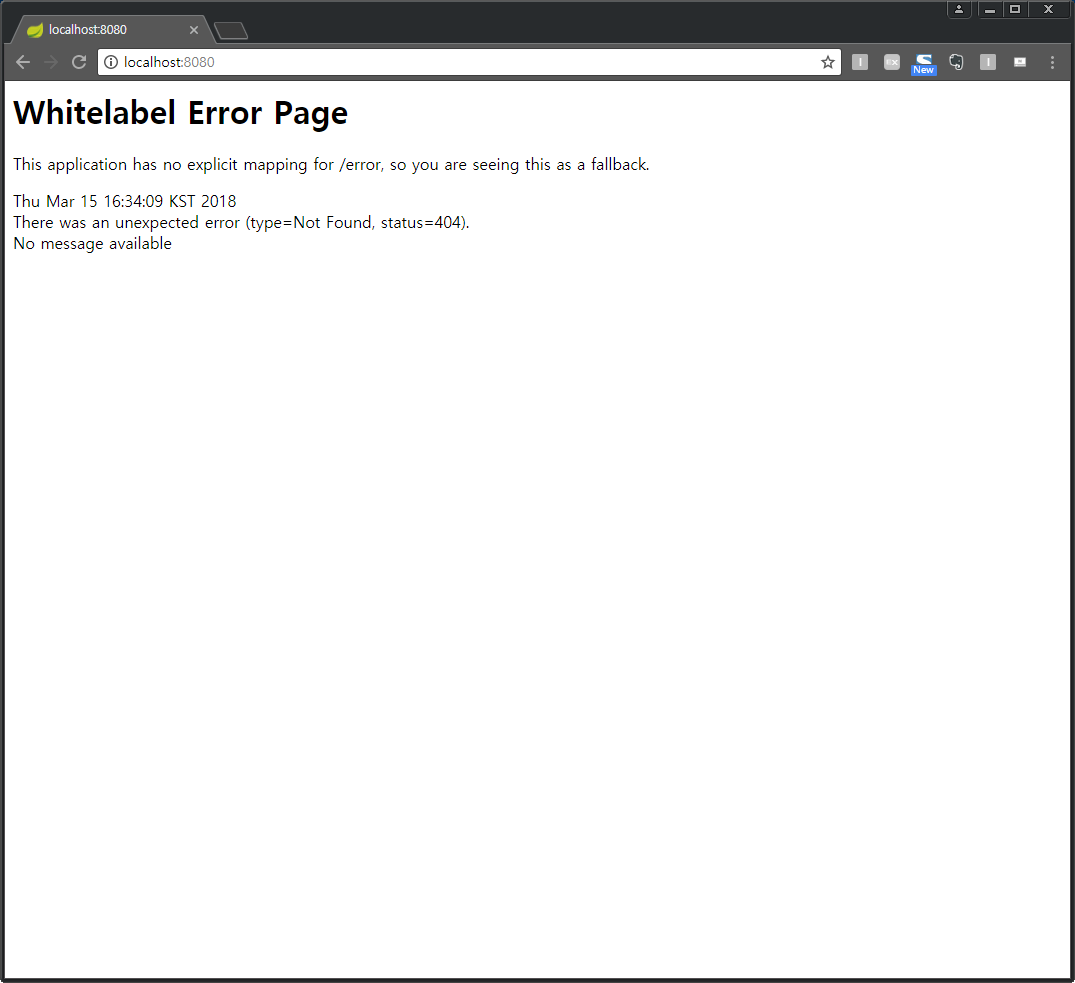 localhost:8080
localhost:8080
New
Whitelabel Error Page
This application has no explicit mapping for /error, so you are seeing this as a fallback.
Thu Mar 15 16:34:09 KST 2018
There was an unexpected error (type=Not Found, status=404).
No message available